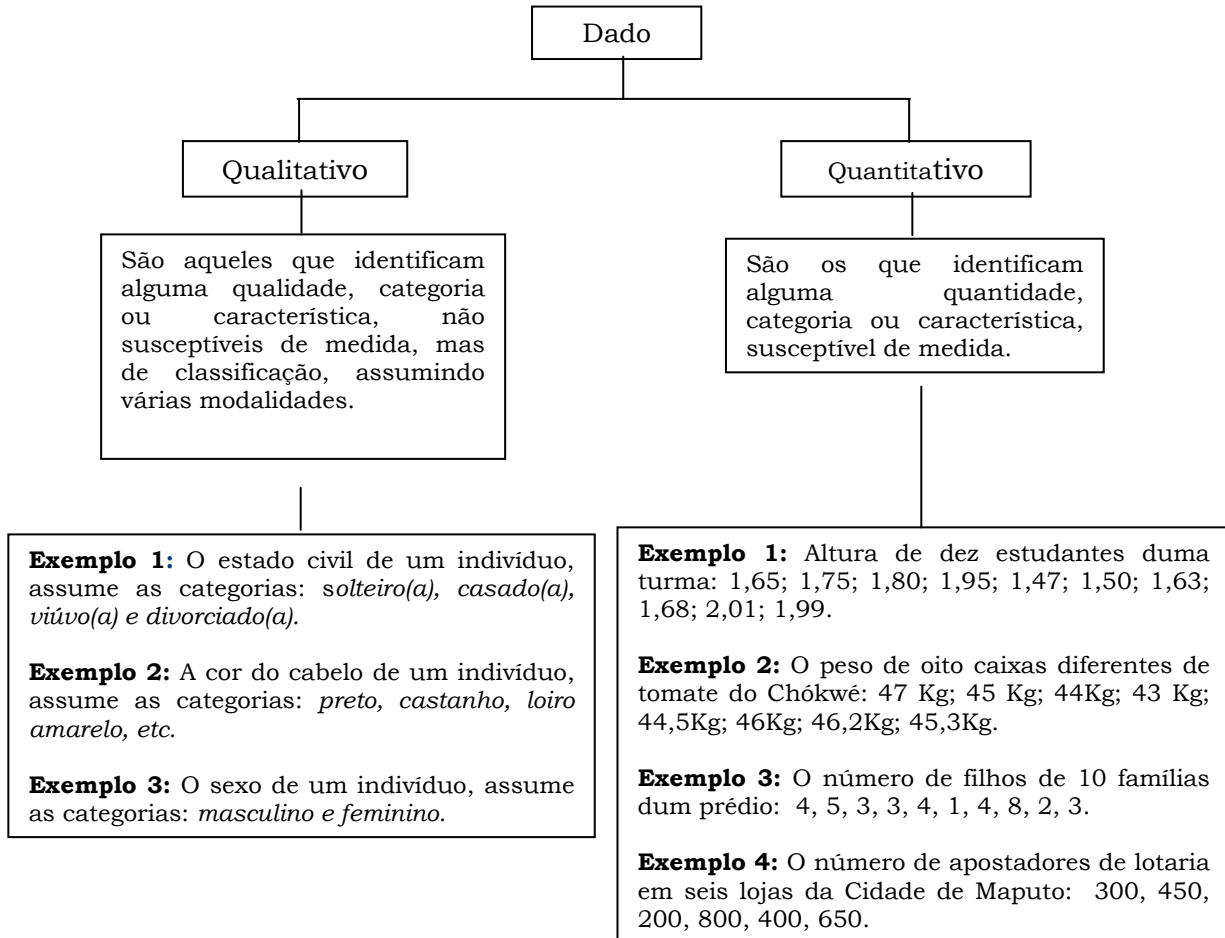 Dado
Qualitativo
São aqueles que identificam
alguma qualidade, categoria
ou característica, não
susceptíveis de medida, mas
de classificação, assumindo
várias modalidades.
Exemplo 1: O estado civil de um indivíduo,
assume as categorias: solteiro(a), casado(a),
viúvo(a) e divorciado(a).
Exemplo 2: A cor do cabelo de um indivíduo,
assume as categorias: preto, castanho, loiro
amarelo, etc.
Exemplo 3: O sexo de um indivíduo, assume
as categorias: masculino e feminino.
Quantitativo
São os que identificam
alguma quantidade,
categoria ou característica,
susceptível de medida.
Exemplo 1: Altura de dez estudantes duma
turma: 1,65; 1,75; 1,80; 1,95; 1,47; 1,50; 1,63;
1,68; 2,01; 1,99.
Exemplo 2: O peso de oito caixas diferentes de
tomate do Chókwé: 47 Kg; 45 Kg; 44Kg; 43 Kg;
44,5Kg; 46Kg; 46,2Kg; 45,3Kg.
Exemplo 3: O número de filhos de 10 famílias
dum prédio: 4, 5, 3, 3, 4, 1, 4, 8, 2, 3.
Exemplo 4: O número de apostadores de lotaria
em seis lojas da Cidade de Maputo: 300, 450,
200, 800, 400, 650.